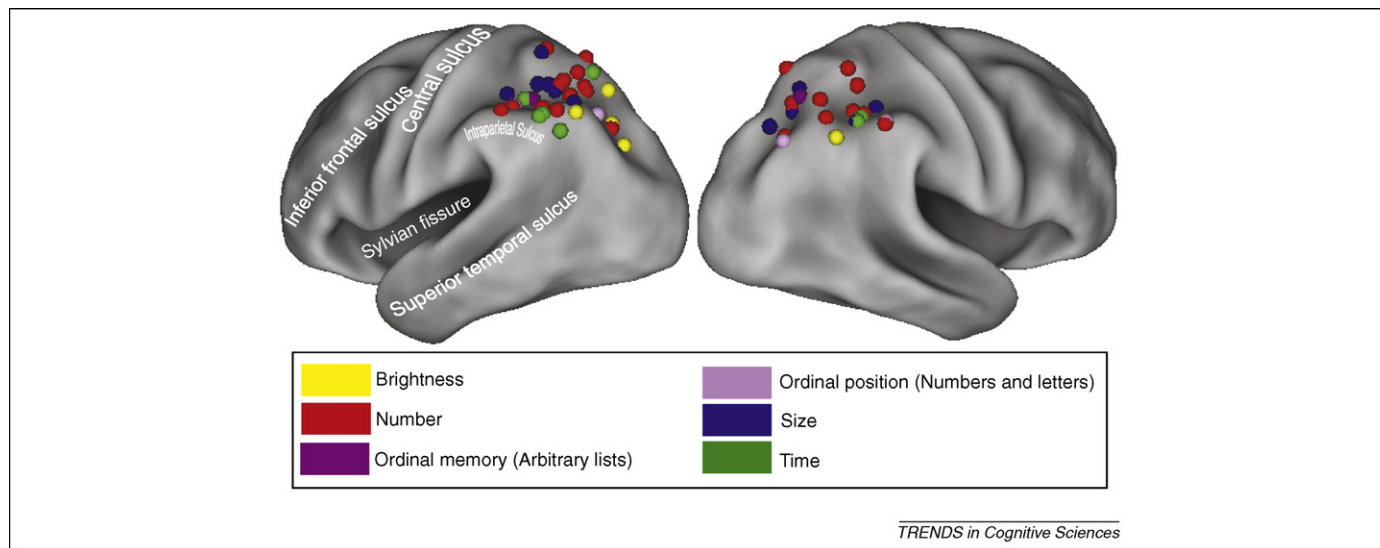 Inferior frontal sulcus
Central sulcus
Intraparietal Sulcus
Sylvian fissure
Superior temporal sulcus
Brightness
Number
Ordinal memory (Arbitrary lists)
Ordinal position (Numbers and letters)
Size
Time
TRENDS in Cognitive Sciences